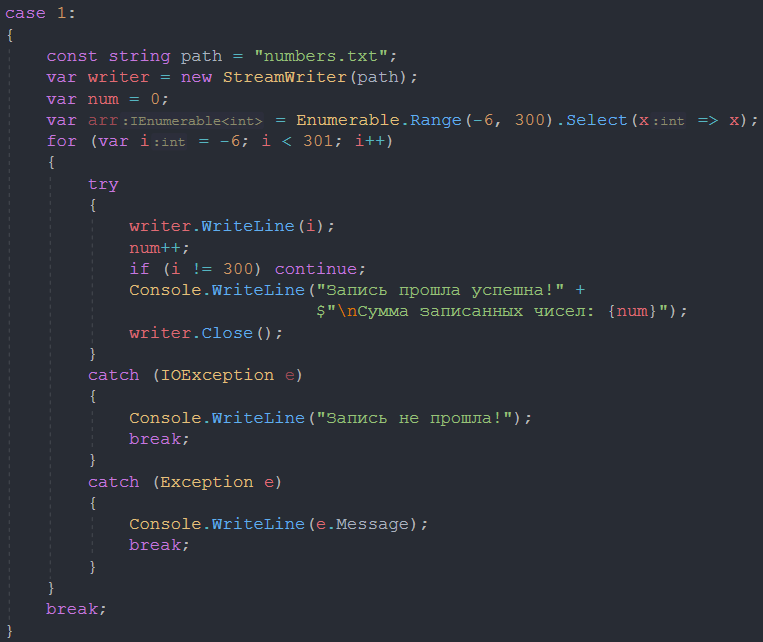 case 1:
{
    const string path = "numbers.txt";
    var writer = new StreamWriter(path);
    var num = 0;
    var arr:IEnumerable<int> = Enumerable.Range(-6, 300).Select(x:int => x);
    for (var i:int = -6; i < 301; i++)
    {
        try
        {
            writer.WriteLine(i);
            num++;
            if (i != 300) continue;
            Console.WriteLine("Запись прошла успешна!" +
                              $"\nСумма записанных чисел: {num}");
            writer.Close();
        }
        catch (IOException e)
        {
            Console.WriteLine("Запись не прошла!");
            break;
        }
        catch (Exception e)
        {
            Console.WriteLine(e.Message);
            break;
        }
    }
    break;
}